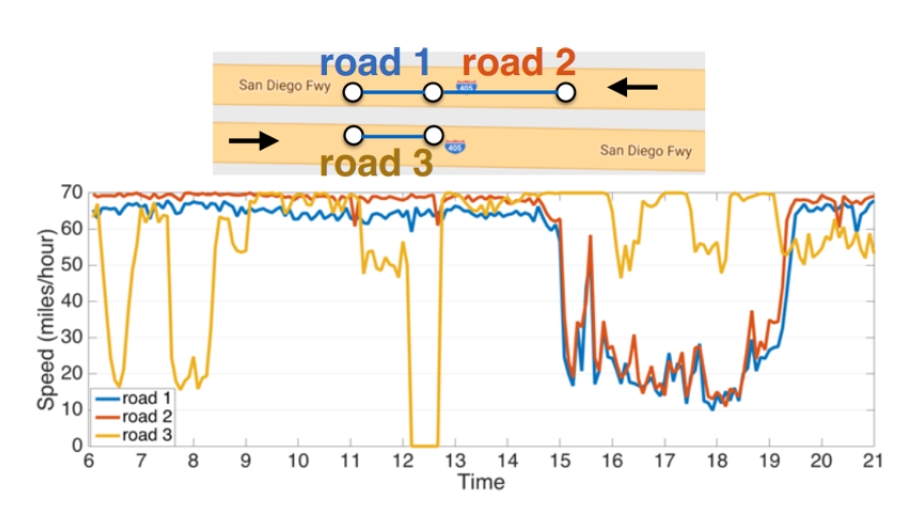 road 1 road 2
San Diego Fwy 405
405 San Diego Fwy
road 3
70
60
50
40
30
20
10
0
Speed (miles/hour)
road 1
road 2
road 3
6 7 8 9 10 11 12 13 14 15 16 17 18 19 20 21
Time